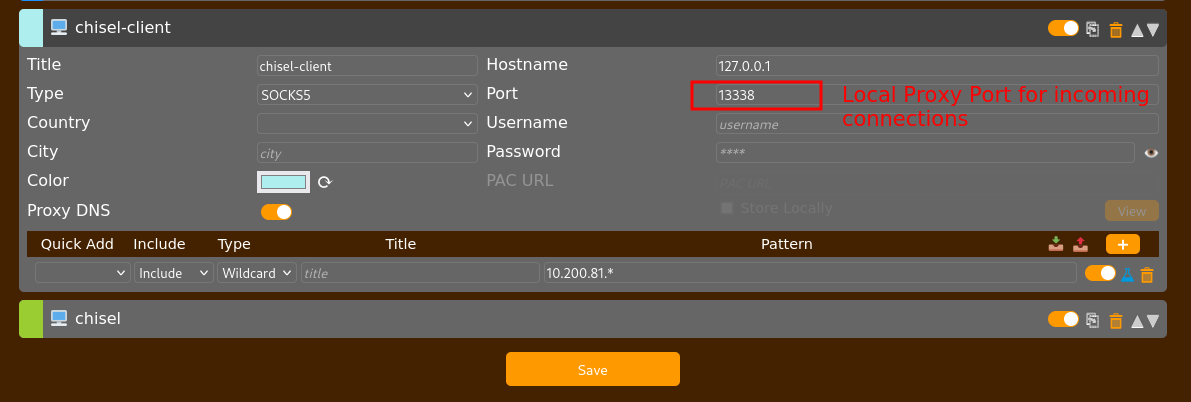 chisel-client
Title chisel-client Hostname 127.0.0.1
Type SOCKS5 Port 13338 Local Proxy Port for incoming
connections
Country Username username
City city Password ****
Color PAC URL PAC URL
Proxy DNS Store Locally View
Quick Add Include Type Title Pattern +
Include Wildcard title 10.200.81.*
chisel
Save